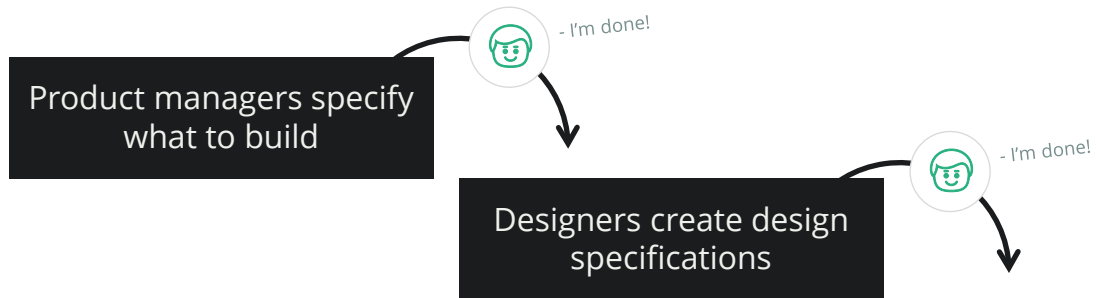 - I'm done!
Product managers specify
what to build
- I'm done!
Designers create design
specifications